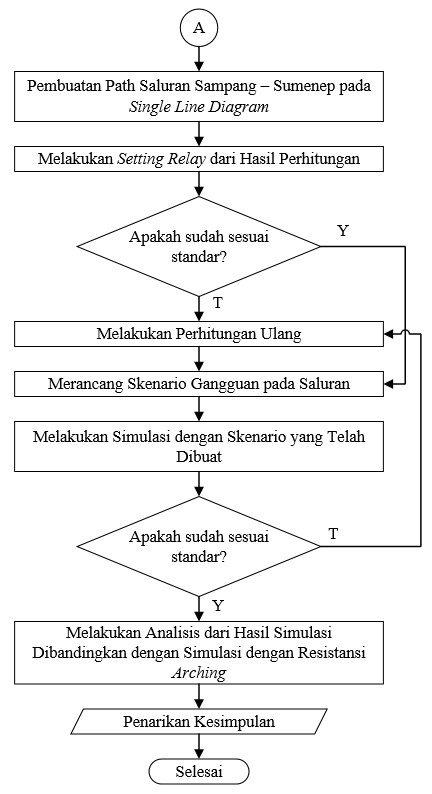 A
Pembuatan Path Saluran Sampang – Sumenep pada
Single Line Diagram
Melakukan Setting Relay dari Hasil Perhitungan
Apakah sudah sesuai
standar?
Y
T
Melakukan Perhitungan Ulang
Merancang Skenario Gangguan pada Saluran
Melakukan Simulasi dengan Skenario yang Telah
Dibuat
Apakah sudah sesuai
standar?
T
Y
Melakukan Analisis dari Hasil Simulasi
Dibandingkan dengan Simulasi dengan Resistansi
Arching
Penarikan Kesimpulan
Selesai